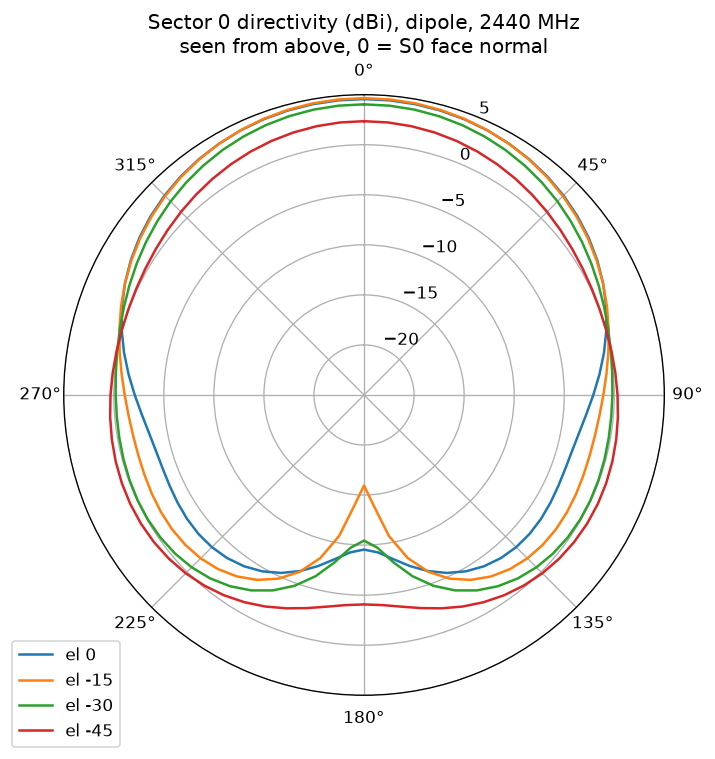 Sector 0 directivity (dBi), dipole, 2440 MHz
seen from above, 0 = S0 face normal
0°
5
315°
0
45°
−5
−10
−15
−20
270°
90°
225°
135°
180°
el 0
el -15
el -30
el -45